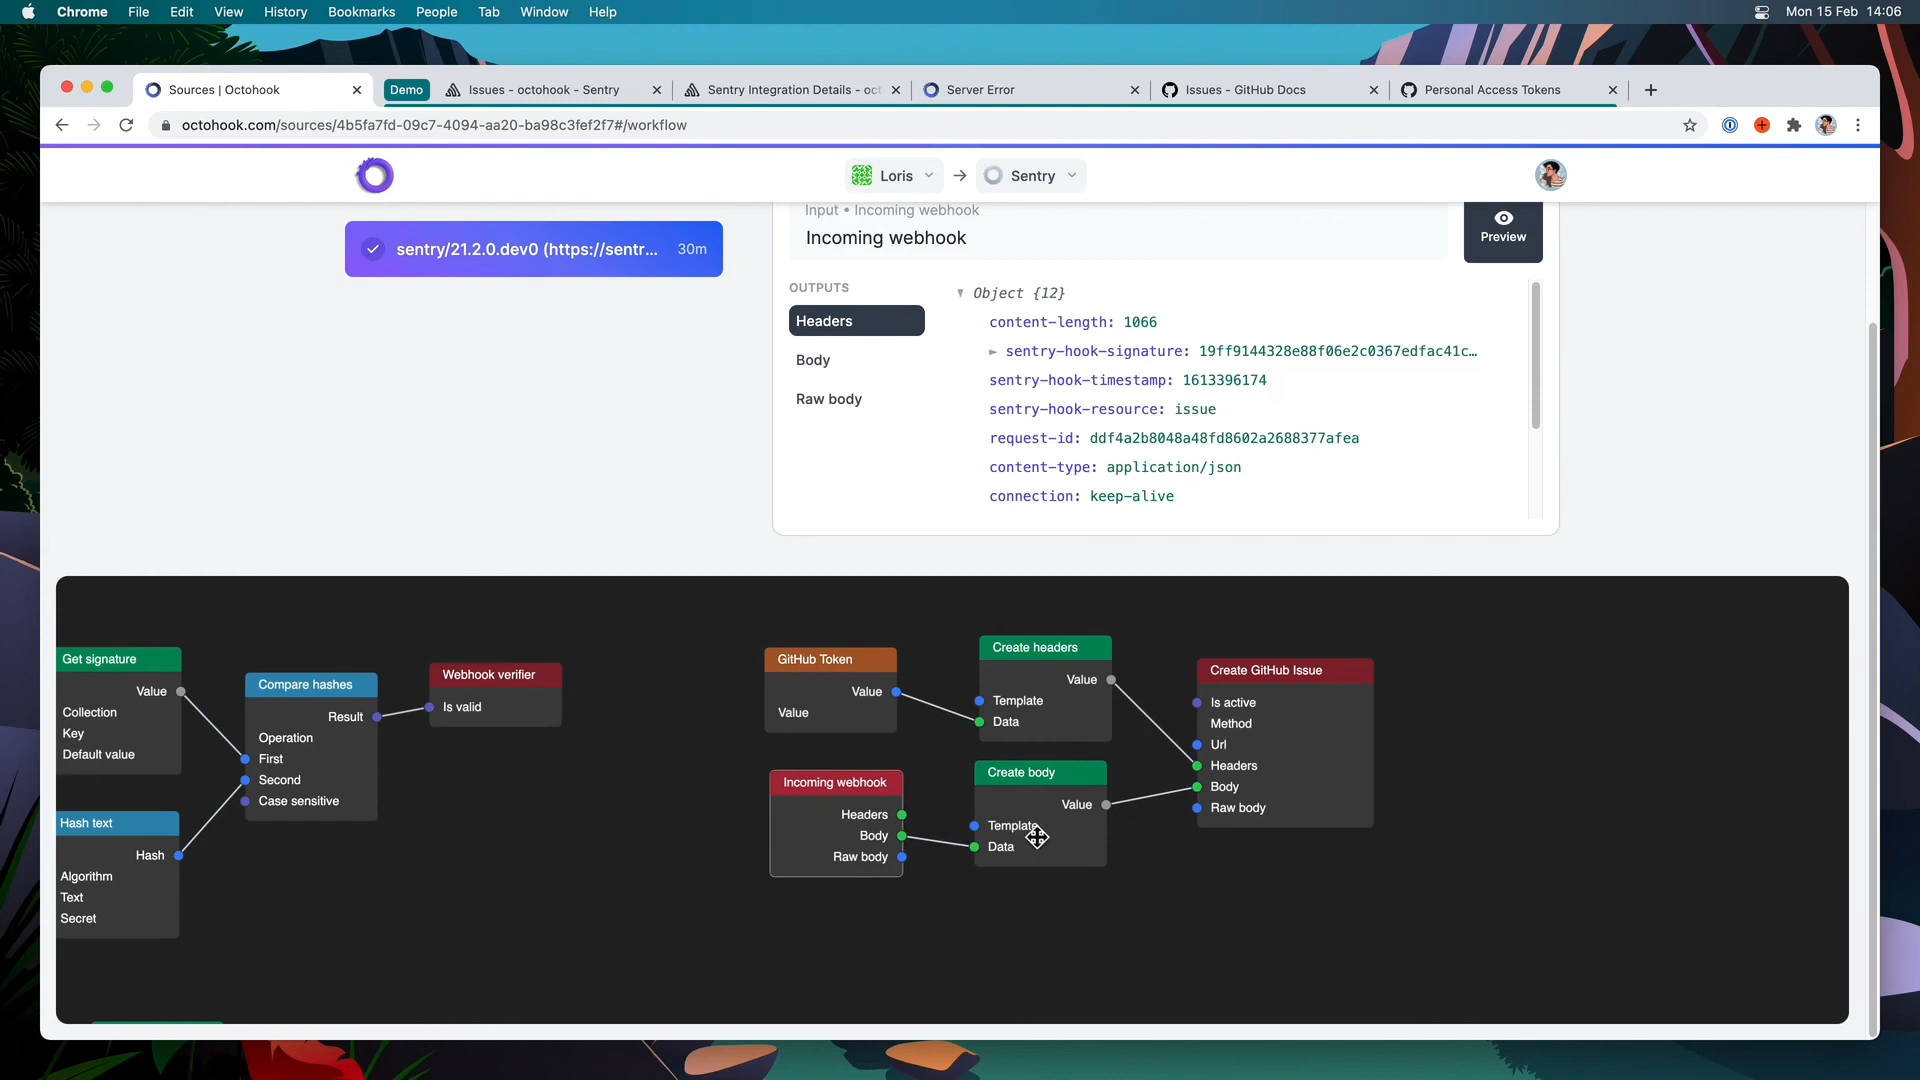 Chrome File Edit View History Bookmarks People Tab Window Help Mon 15 Feb 14:06
Sources | Octohook
Demo
Issues - octohook - Sentry
Sentry Integration Details - oct
Server Error
Issues - GitHub Docs
Personal Access Tokens
octohook.com/sources/4b5fa7fd-09c7-4094-aa20-ba98c3fef2f7#/workflow
Loris → Sentry
sentry/21.2.0.dev0 (https://sentr... 30m
Input • Incoming webhook
Incoming webhook
Preview
OUTPUTS
Headers
Body
Raw body
Object {12}
content-length: 1066
sentry-hook-signature: 19ff9144328e88f06e2c0367edfac41c…
sentry-hook-timestamp: 1613396174
sentry-hook-resource: issue
request-id: ddf4a2b8048a48fd8602a2688377afea
content-type: application/json
connection: keep-alive
Get signature
Value
Collection
Key
Default value
Hash text
Hash
Algorithm
Text
Secret
Compare hashes
Result
Operation
First
Second
Case sensitive
Webhook verifier
Is valid
GitHub Token
Value
Value
Incoming webhook
Headers
Body
Raw body
Create headers
Value
Template
Data
Create body
Value
Template
Data
Create GitHub Issue
Is active
Method
Url
Headers
Body
Raw body